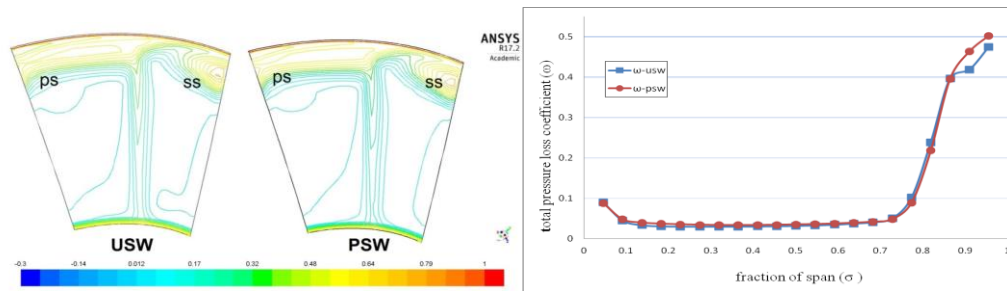 ANSYS
R17.2
Academic
ps
ss
ps
ss
USW
PSW
-0.3 -0.14 0.012 0.17 0.32 0.48 0.64 0.79 1
total pressure loss coefficient (ω)
0.5
0.4
0.3
0.2
0.1
0
ω-usw
ω-psw
0 0.1 0.2 0.3 0.4 0.5 0.6 0.7 0.8 0.9 1
fraction of span (σ)